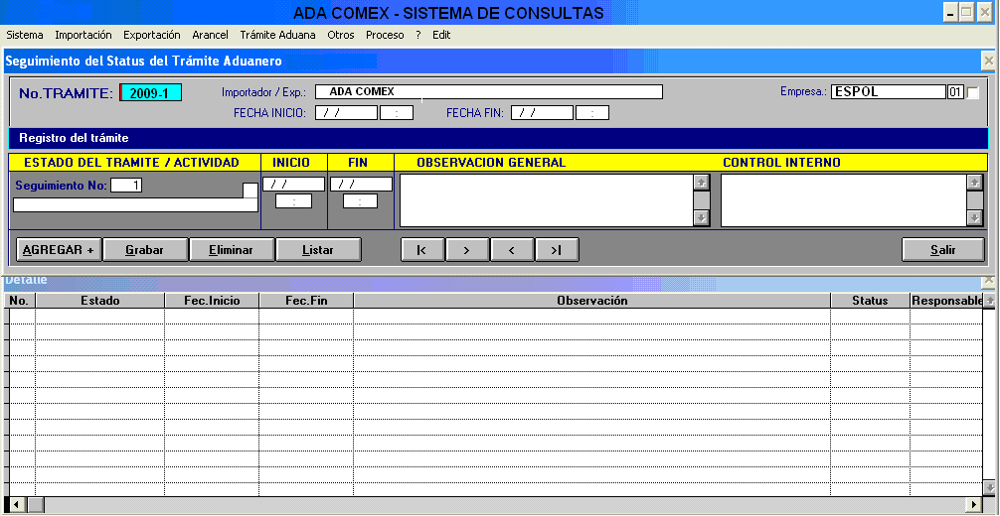 ADA COMEX - SISTEMA DE CONSULTAS
Sistema Importación Exportación Arancel Trámite Aduana Otros Proceso ? Edit
Seguimiento del Status del Trámite Aduanero
No.TRAMITE: 2009-1 Importador / Exp.: ADA COMEX Empresa.: ESPOL 01
FECHA INICIO: / / : FECHA FIN: / / :
Registro del trámite
ESTADO DEL TRAMITE / ACTIVIDAD INICIO FIN OBSERVACION GENERAL CONTROL INTERNO
Seguimiento No: 1 / / / /
: :
AGREGAR + Grabar Eliminar Listar |< > < >| Salir
Detalle
No. Estado Fec.Inicio Fec.Fin Observación Status Responsable